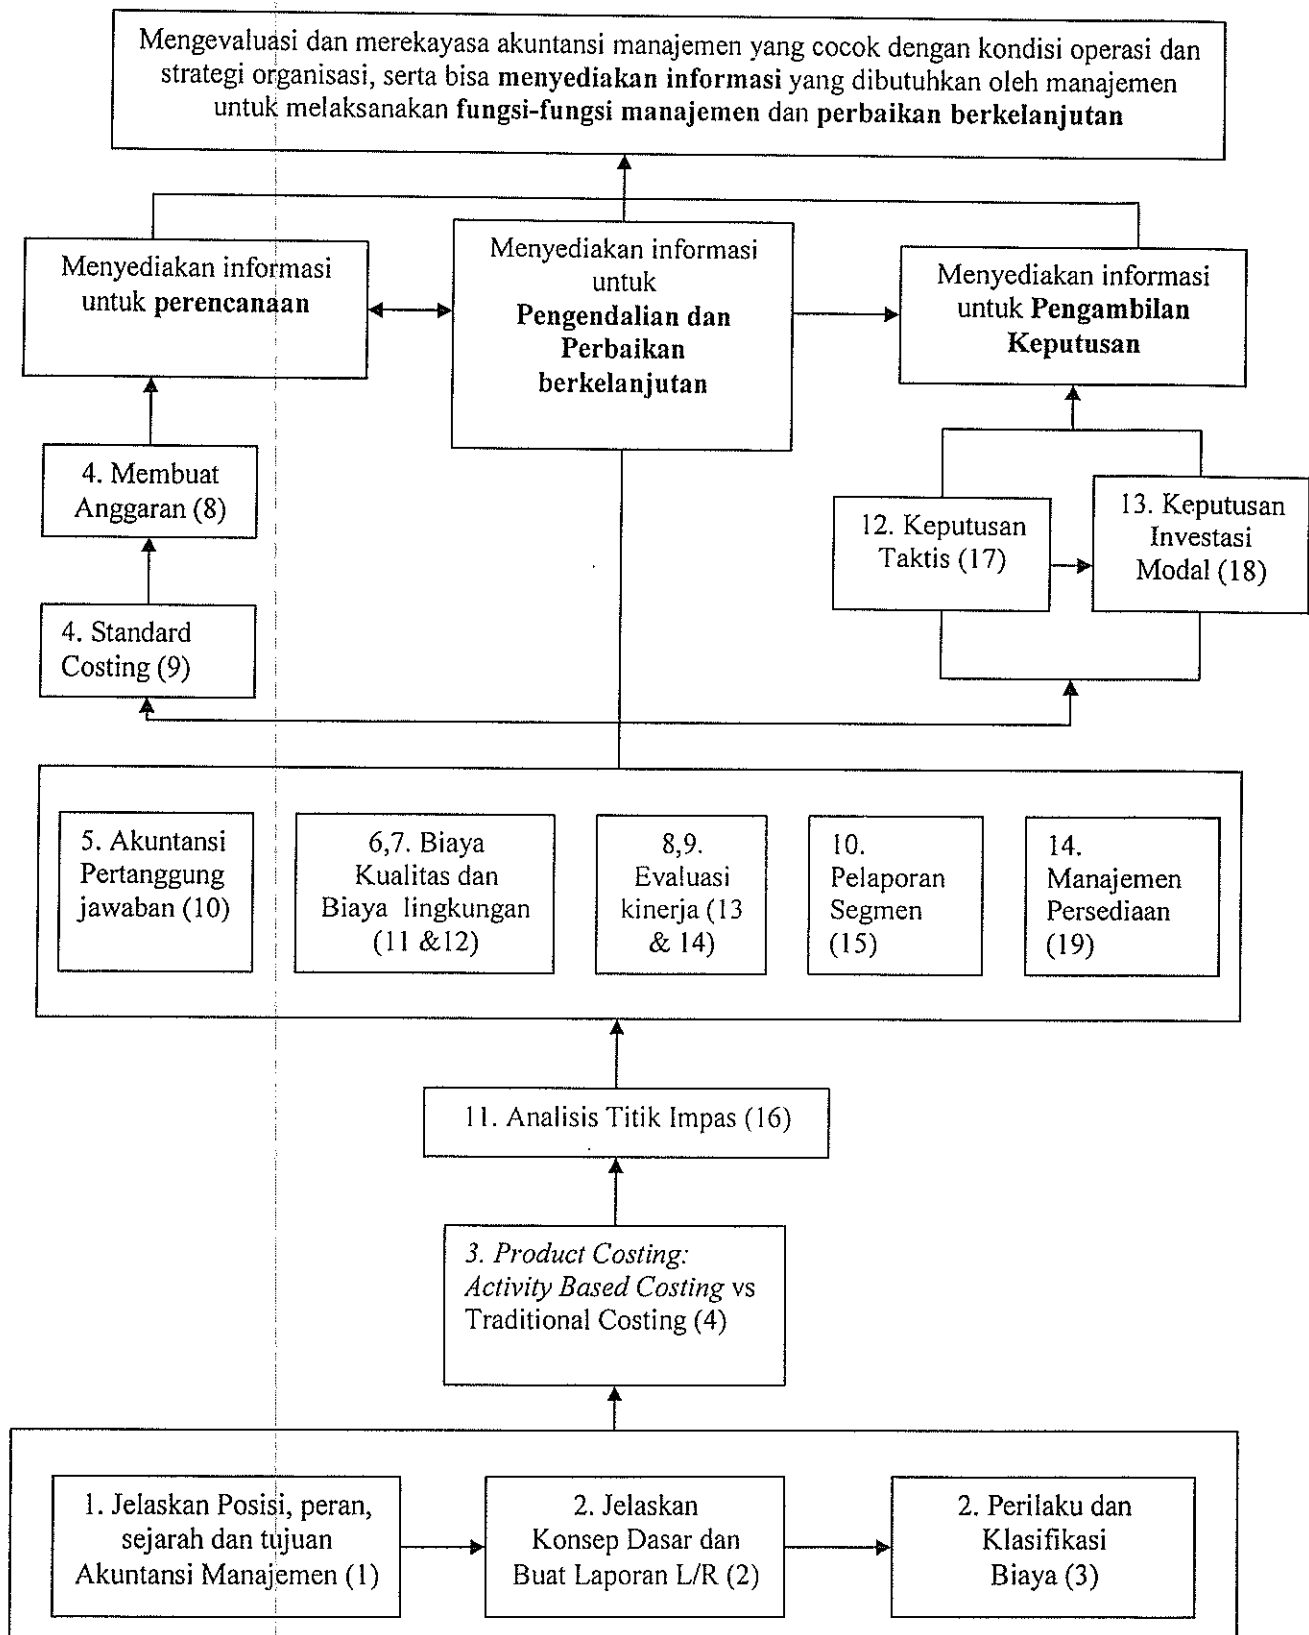 Mengevaluasi dan merekayasa akuntansi manajemen yang cocok dengan kondisi operasi dan
strategi organisasi, serta bisa menyediakan informasi yang dibutuhkan oleh manajemen
untuk melaksanakan fungsi-fungsi manajemen dan perbaikan berkelanjutan
Menyediakan informasi
untuk perencanaan
Menyediakan informasi
untuk
Pengendalian dan
Perbaikan
berkelanjutan
Menyediakan informasi
untuk Pengambilan
Keputusan
4. Membuat
Anggaran (8)
12. Keputusan
Taktis (17)
13. Keputusan
Investasi
Modal (18)
4. Standard
Costing (9)
5. Akuntansi
Pertanggung
jawaban (10)
6,7. Biaya
Kualitas dan
Biaya lingkungan
(11 &12)
8,9.
Evaluasi
kinerja (13
& 14)
10.
Pelaporan
Segmen
(15)
14.
Manajemen
Persediaan
(19)
11. Analisis Titik Impas (16)
3. Product Costing:
Activity Based Costing vs
Traditional Costing (4)
1. Jelaskan Posisi, peran,
sejarah dan tujuan
Akuntansi Manajemen (1)
2. Jelaskan
Konsep Dasar dan
Buat Laporan L/R (2)
2. Perilaku dan
Klasifikasi
Biaya (3)